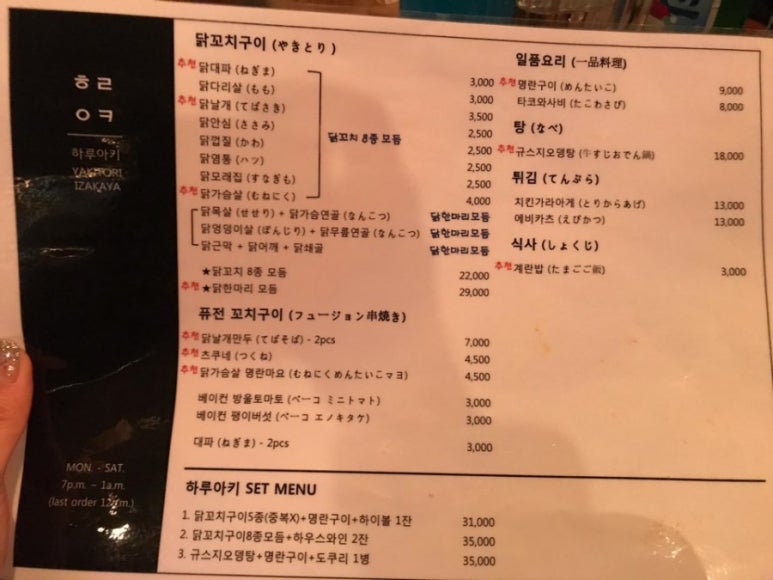 ㅎㄹ
ㅇㅋ
하루아키
YAKITORI
IZAKAYA
MON. - SAT.
7p.m. – 1a.m.
(last order 12p.m.)
닭꼬치구이 (やきとり)
추천 닭대파 (ねぎま) 3,000
닭다리살 (もも) 3,000
추천 닭날개 (てばさき) 3,500
닭안심 (ささみ) 2,500
닭껍질 (かわ) 2,500
닭염통 (ハツ) 2,500
닭모래집 (すなぎも) 2,500
추천 닭가슴살 (むねにく) 4,000
닭꼬치 8종 모듬
닭목살 (せせり) + 닭가슴연골 (なんこつ) 닭한마리모듬
닭엉덩이살 (ぼんじり) + 닭무릎연골 (なんこつ) 닭한마리모듬
닭근막 + 닭어깨 + 닭쇄골 닭한마리모듬
★닭꼬치 8종 모듬 22,000
추천 ★닭한마리 모듬 29,000
퓨전 꼬치구이 (フュージョン串焼き)
추천 닭날개만두 (てばそば) - 2pcs 7,000
추천 츠쿠네 (つくね) 4,500
추천 닭가슴살 명란마요 (むねにくめんたいこマヨ) 4,500
베이컨 방울토마토 (ベーコ ミニトマト) 3,000
베이컨 팽이버섯 (ベーコ エノキタケ) 3,000
대파 (ねぎま) - 2pcs 3,000
일품요리 (一品料理)
추천 명란구이 (めんたいこ) 9,000
타코와사비 (たこわさび) 8,000
탕 (なべ)
추천 규스지오뎅탕 (牛すじおでん鍋) 18,000
튀김 (てんぷら)
치킨가라아게 (とりからあげ) 13,000
에비카츠 (えびかつ) 13,000
식사 (しょくじ)
추천 계란밥 (たまごご飯) 3,000
하루아키 SET MENU
1. 닭꼬치구이5종(중복X)+명란구이+하이볼 1잔 31,000
2. 닭꼬치구이8종모듬+하우스와인 2잔 35,000
3. 규스지오뎅탕+명란구이+도쿠리 1병 35,000